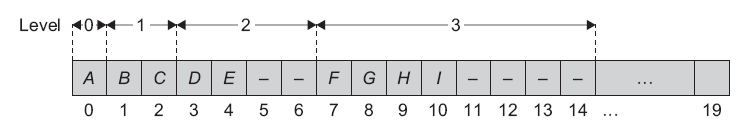 Level 0 1 2 3
A B C D E – – F G H I – – – – ...
0 1 2 3 4 5 6 7 8 9 10 11 12 13 14 ... 19